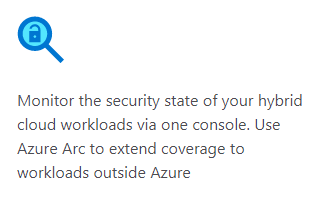 Monitor the security state of your hybrid
cloud workloads via one console. Use
Azure Arc to extend coverage to
workloads outside Azure